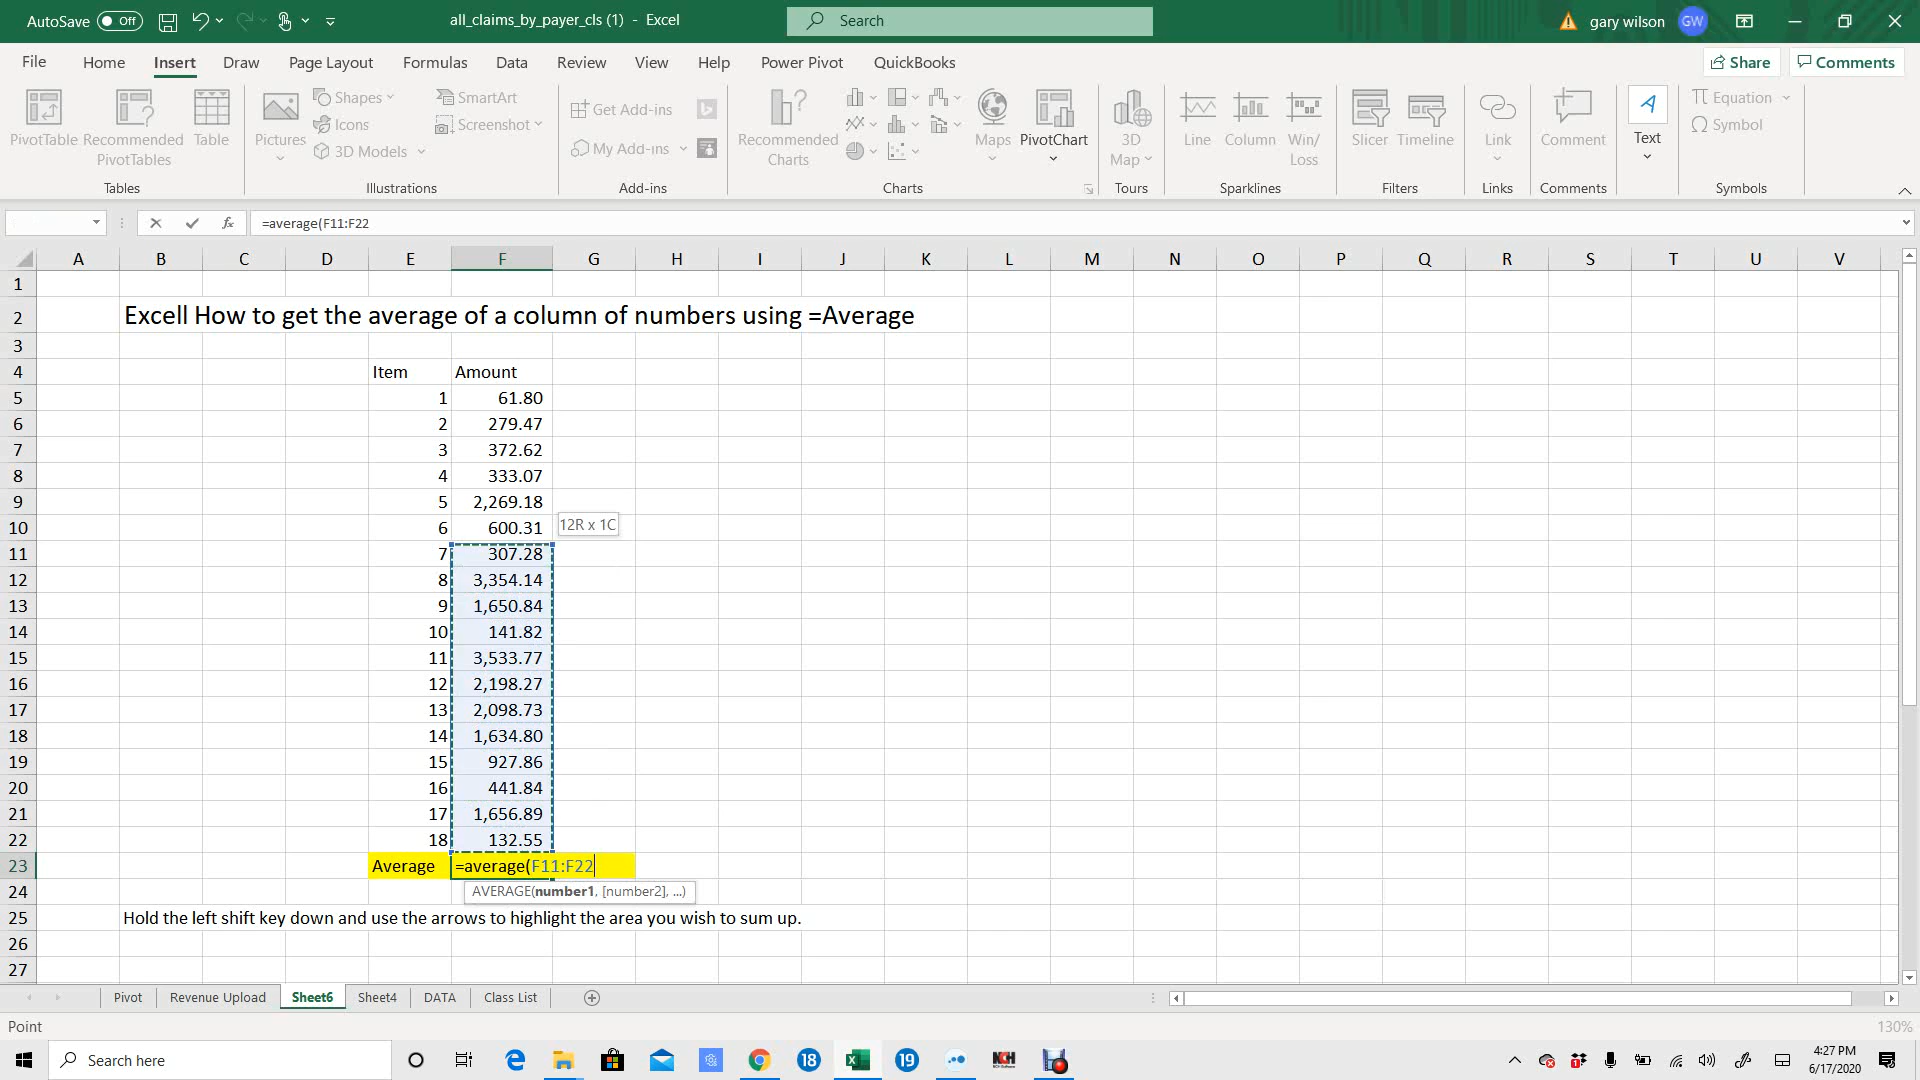 AutoSave Off all_claims_by_payer_cls (1) - Excel Search gary wilson GW
File Home Insert Draw Page Layout Formulas Data Review View Help Power Pivot QuickBooks Share Comments
PivotTable Recommended PivotTables Table
Tables
Pictures Shapes Icons 3D Models SmartArt Screenshot
Illustrations
Get Add-ins My Add-ins
Add-ins
Recommended Charts Maps PivotChart
Charts
3D Map
Tours
Line Column Win/ Loss
Sparklines
Slicer Timeline
Filters
Link
Links
Comment
Comments
Text
Equation Symbol
Symbols
fx =average(F11:F22
A B C D E F G H I J K L M N O P Q R S T U V
1
2 Excell How to get the average of a column of numbers using =Average
3
4 Item Amount
5 1 61.80
6 2 279.47
7 3 372.62
8 4 333.07
9 5 2,269.18
10 6 600.31 12R x 1C
11 7 307.28
12 8 3,354.14
13 9 1,650.84
14 10 141.82
15 11 3,533.77
16 12 2,198.27
17 13 2,098.73
18 14 1,634.80
19 15 927.86
20 16 441.84
21 17 1,656.89
22 18 132.55
23 Average =average(F11:F22
24 AVERAGE(number1, [number2], ...)
25 Hold the left shift key down and use the arrows to highlight the area you wish to sum up.
26
27
Pivot Revenue Upload Sheet6 Sheet4 DATA Class List
Point 130%
Search here 18 19 NCH 4:27 PM
6/17/2020